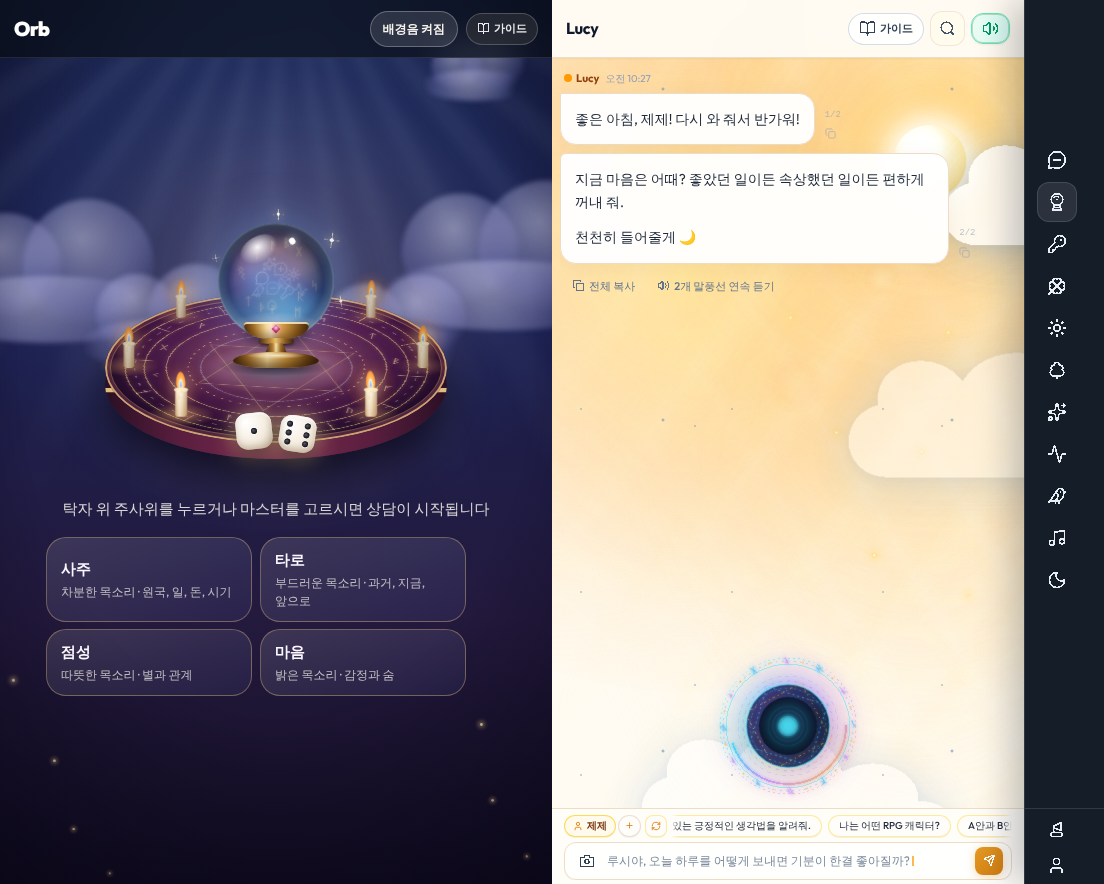 Orb
배경음 켜짐
가이드
탁자 위 주사위를 누르거나 마스터를 고르시면 상담이 시작됩니다
사주
차분한 목소리 · 원국, 일, 돈, 시기
타로
부드러운 목소리 · 과거, 지금,
앞으로
점성
따뜻한 목소리 · 별과 관계
마음
밝은 목소리 · 감정과 숨
Lucy
가이드
Lucy 오전 10:27
좋은 아침, 제제! 다시 와 줘서 반가워!
1/2
지금 마음은 어때? 좋았던 일이든 속상했던 일이든 편하게
꺼내 줘.
천천히 들어줄게 🌙
2/2
전체 복사
2개 말풍선 연속 듣기
제제
+
있는 긍정적인 생각법을 알려줘.
나는 어떤 RPG 캐릭터?
A안과 B안
루시야, 오늘 하루를 어떻게 보내면 기분이 한결 좋아질까?